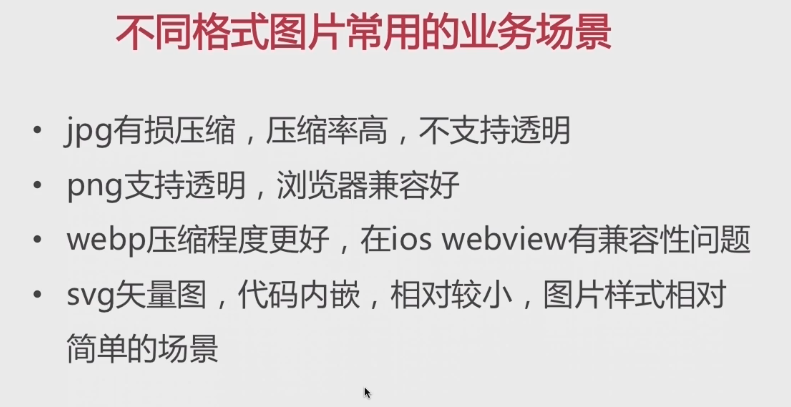 不同格式图片常用的业务场景
• jpg有损压缩，压缩率高，不支持透明
• png支持透明，浏览器兼容好
• webp压缩程度更好，在ios webview有兼容性问题
• svg矢量图，代码内嵌，相对较小，图片样式相对
简单的场景